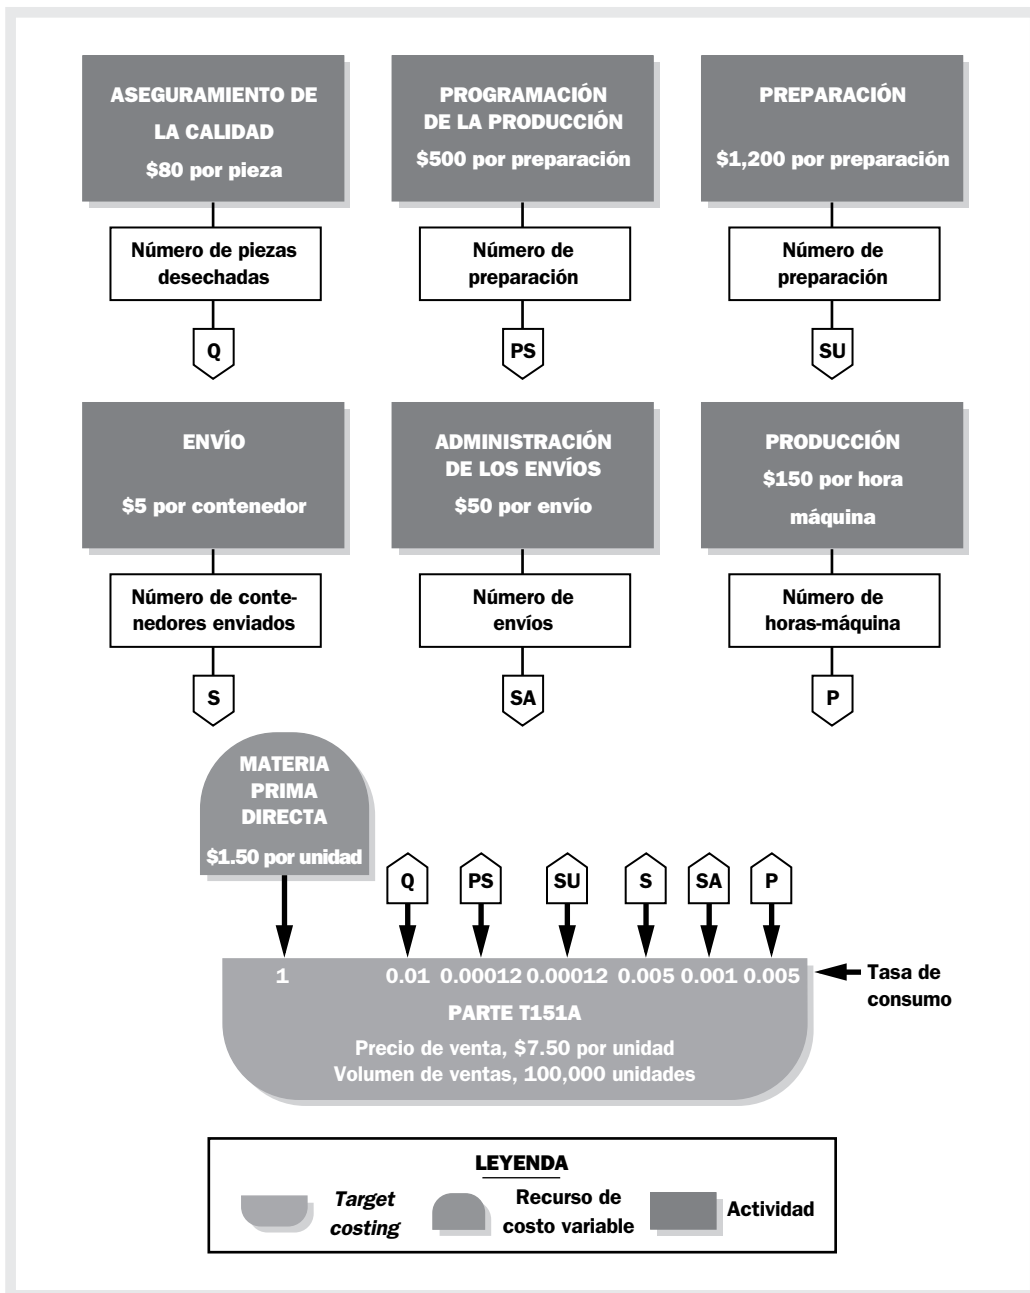 ASEGURAMIENTO DE
LA CALIDAD
$80 por pieza
PROGRAMACIÓN
DE LA PRODUCCIÓN
$500 por preparación
PREPARACIÓN
$1,200 por preparación
Número de piezas
desechadas
Número de
preparación
Número de
preparación
Q
PS
SU
ENVÍO
$5 por contenedor
ADMINISTRACIÓN
DE LOS ENVÍOS
$50 por envío
PRODUCCIÓN
$150 por hora
máquina
Número de conte-
nedores enviados
Número de
envíos
Número de
horas-máquina
S
SA
P
MATERIA
PRIMA
DIRECTA
$1.50 por unidad
Q PS SU S SA P
1 0.01 0.00012 0.00012 0.005 0.001 0.005
Tasa de
consumo
PARTE T151A
Precio de venta, $7.50 por unidad
Volumen de ventas, 100,000 unidades
LEYENDA
Target
costing
Recurso de
costo variable
Actividad